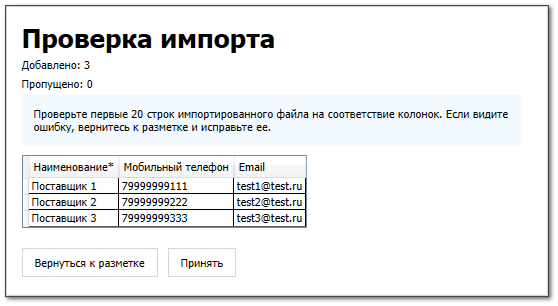 Проверка импорта
Добавлено: 3
Пропущено: 0
Проверьте первые 20 строк импортированного файла на соответствие колонок. Если видите
ошибку, вернитесь к разметке и исправьте ее.
Наименование* Мобильный телефон Email
Поставщик 1 79999999111 test1@test.ru
Поставщик 2 79999999222 test2@test.ru
Поставщик 3 79999999333 test3@test.ru
Вернуться к разметке Принять